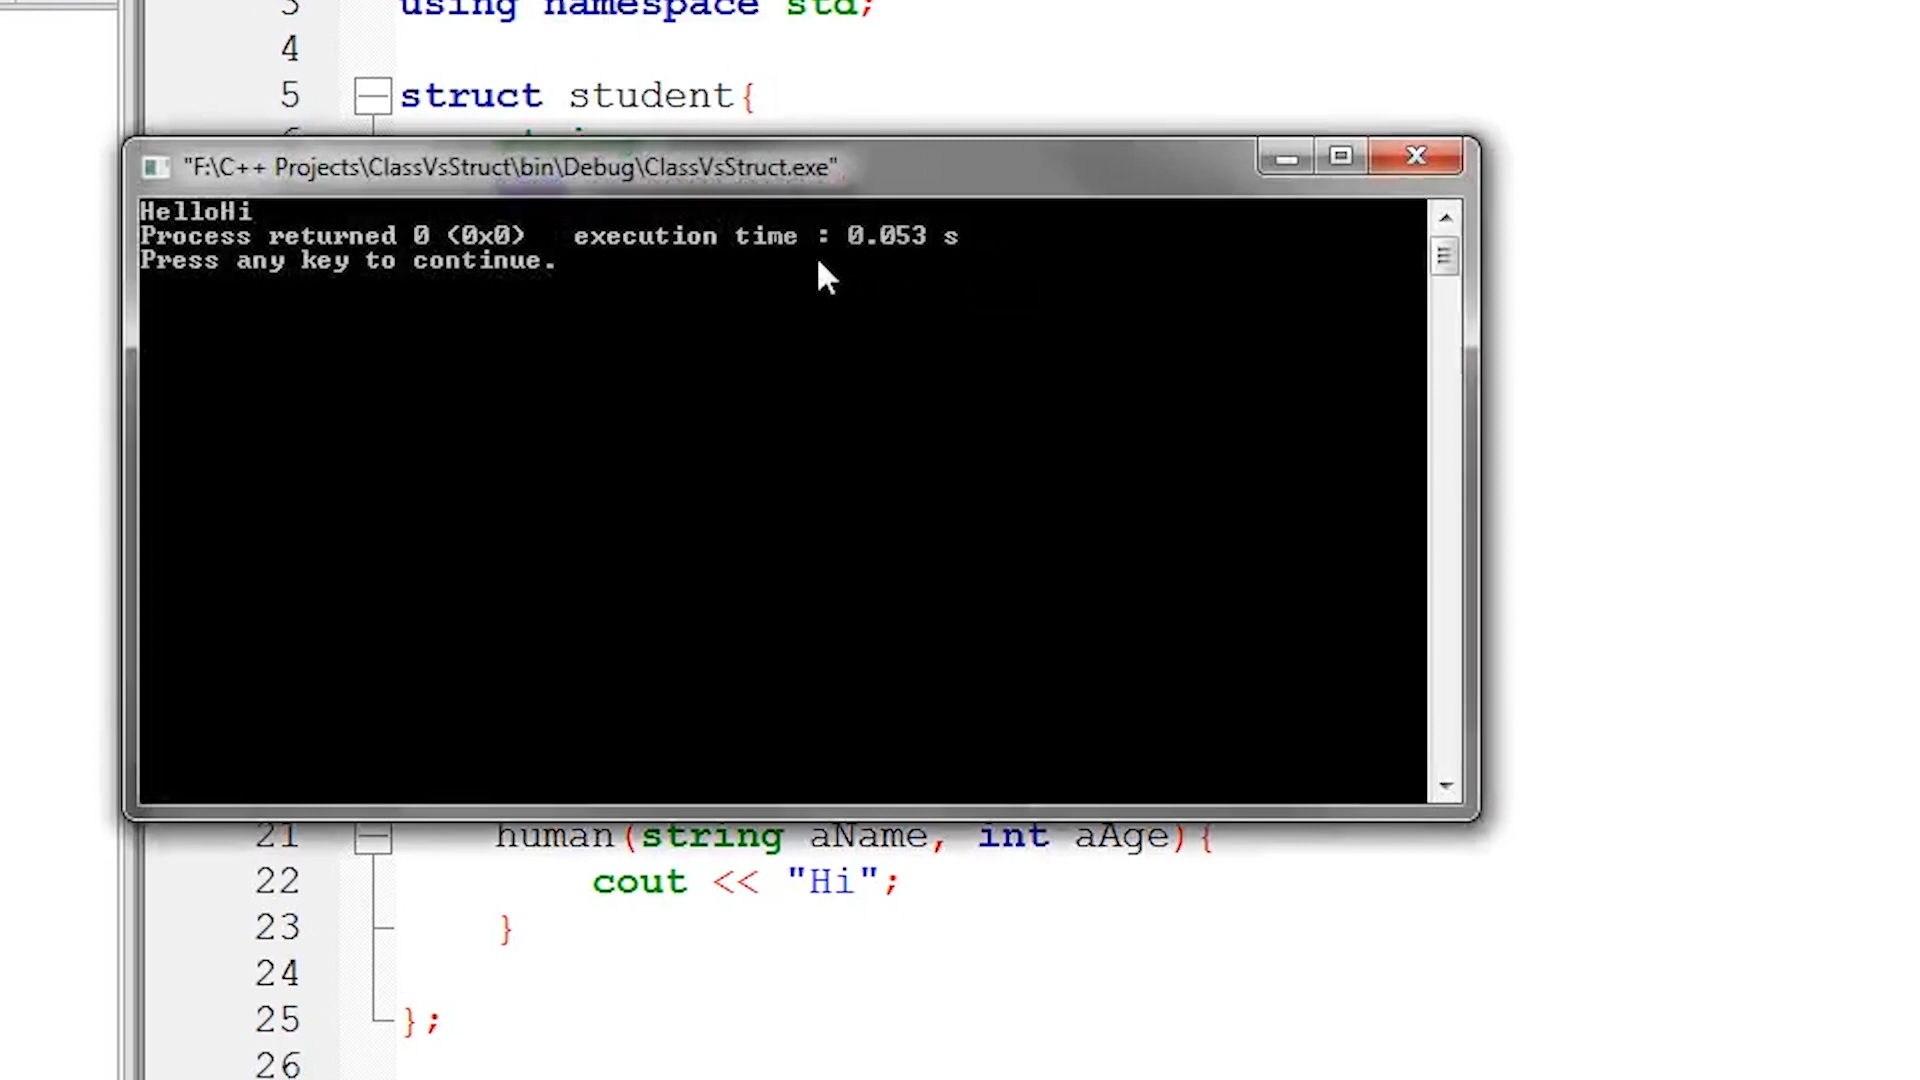 3 using namespace std;
4
5 struct student{
"F:\C++ Projects\ClassVsStruct\bin\Debug\ClassVsStruct.exe"
HelloHi
Process returned 0 (0x0)   execution time : 0.053 s
Press any key to continue.
21 human(string aName, int aAge){
22 cout << "Hi";
23 }
24
25 };
26